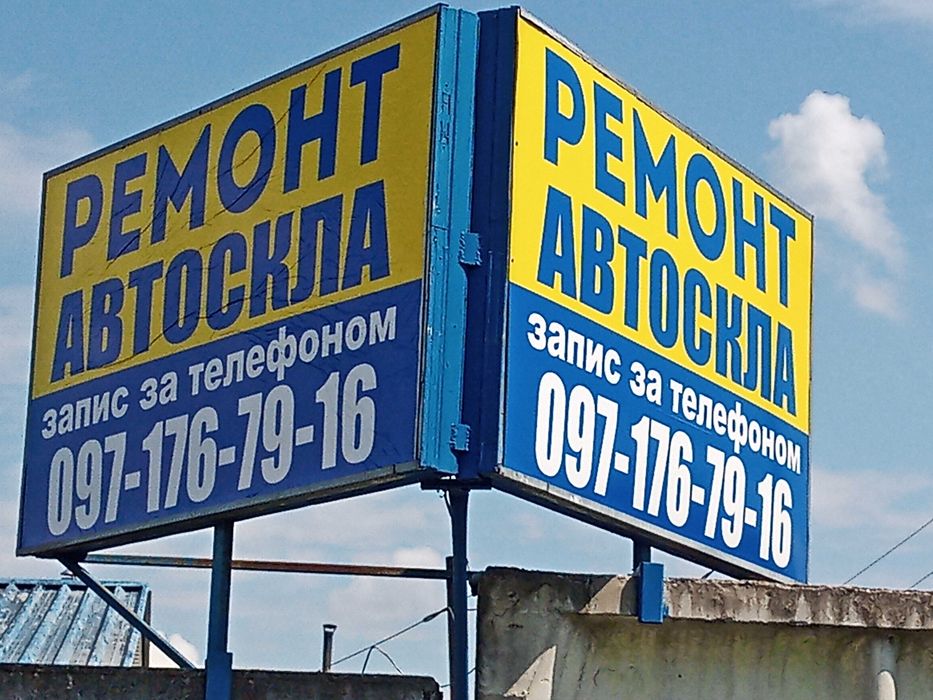 РЕМОНТ
АВТОСКЛА
запис за телефоном
097-176-79-16
РЕМОНТ
АВТОСКЛА
запис за телефоном
097-176-79-16